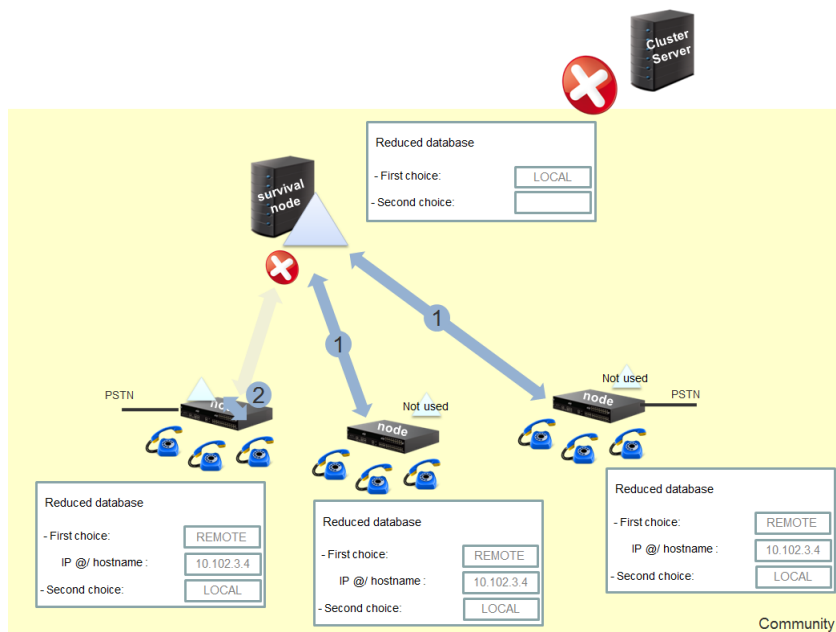 Cluster
Server
Reduced database
- First choice:
LOCAL
- Second choice:
survival
node
1
1
2
PSTN
node
Not used
node
Not used
node
PSTN
Reduced database
- First choice:
REMOTE
IP @/ hostname :
10.102.3.4
- Second choice:
LOCAL
Reduced database
- First choice:
REMOTE
IP @/ hostname :
10.102.3.4
- Second choice:
LOCAL
Reduced database
- First choice:
REMOTE
IP @/ hostname :
10.102.3.4
- Second choice:
LOCAL
Community